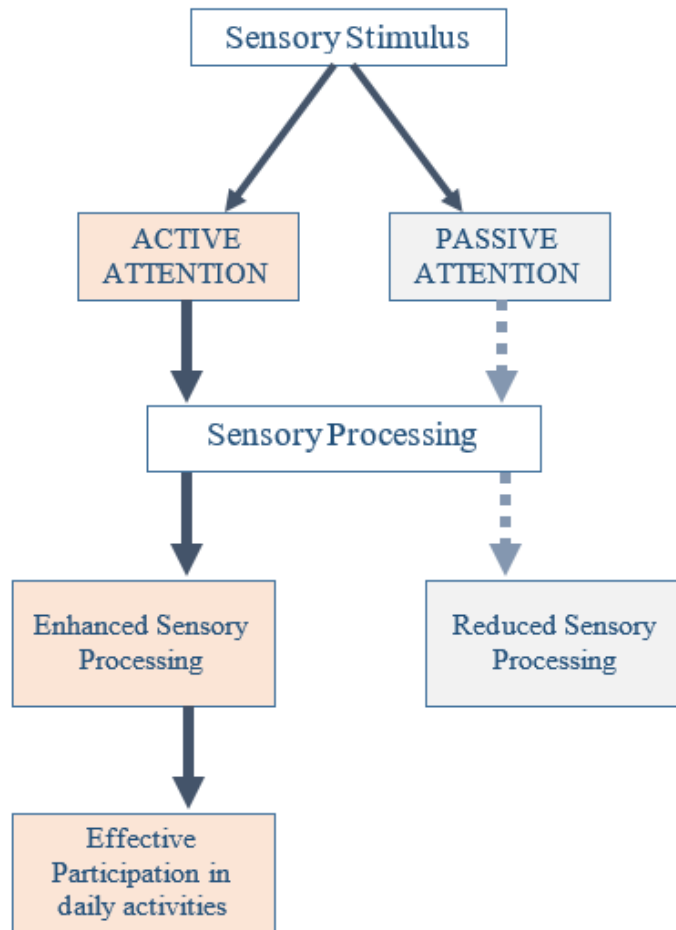 Sensory Stimulus
ACTIVE
ATTENTION
PASSIVE
ATTENTION
Sensory Processing
Enhanced Sensory
Processing
Reduced Sensory
Processing
Effective
Participation in
daily activities